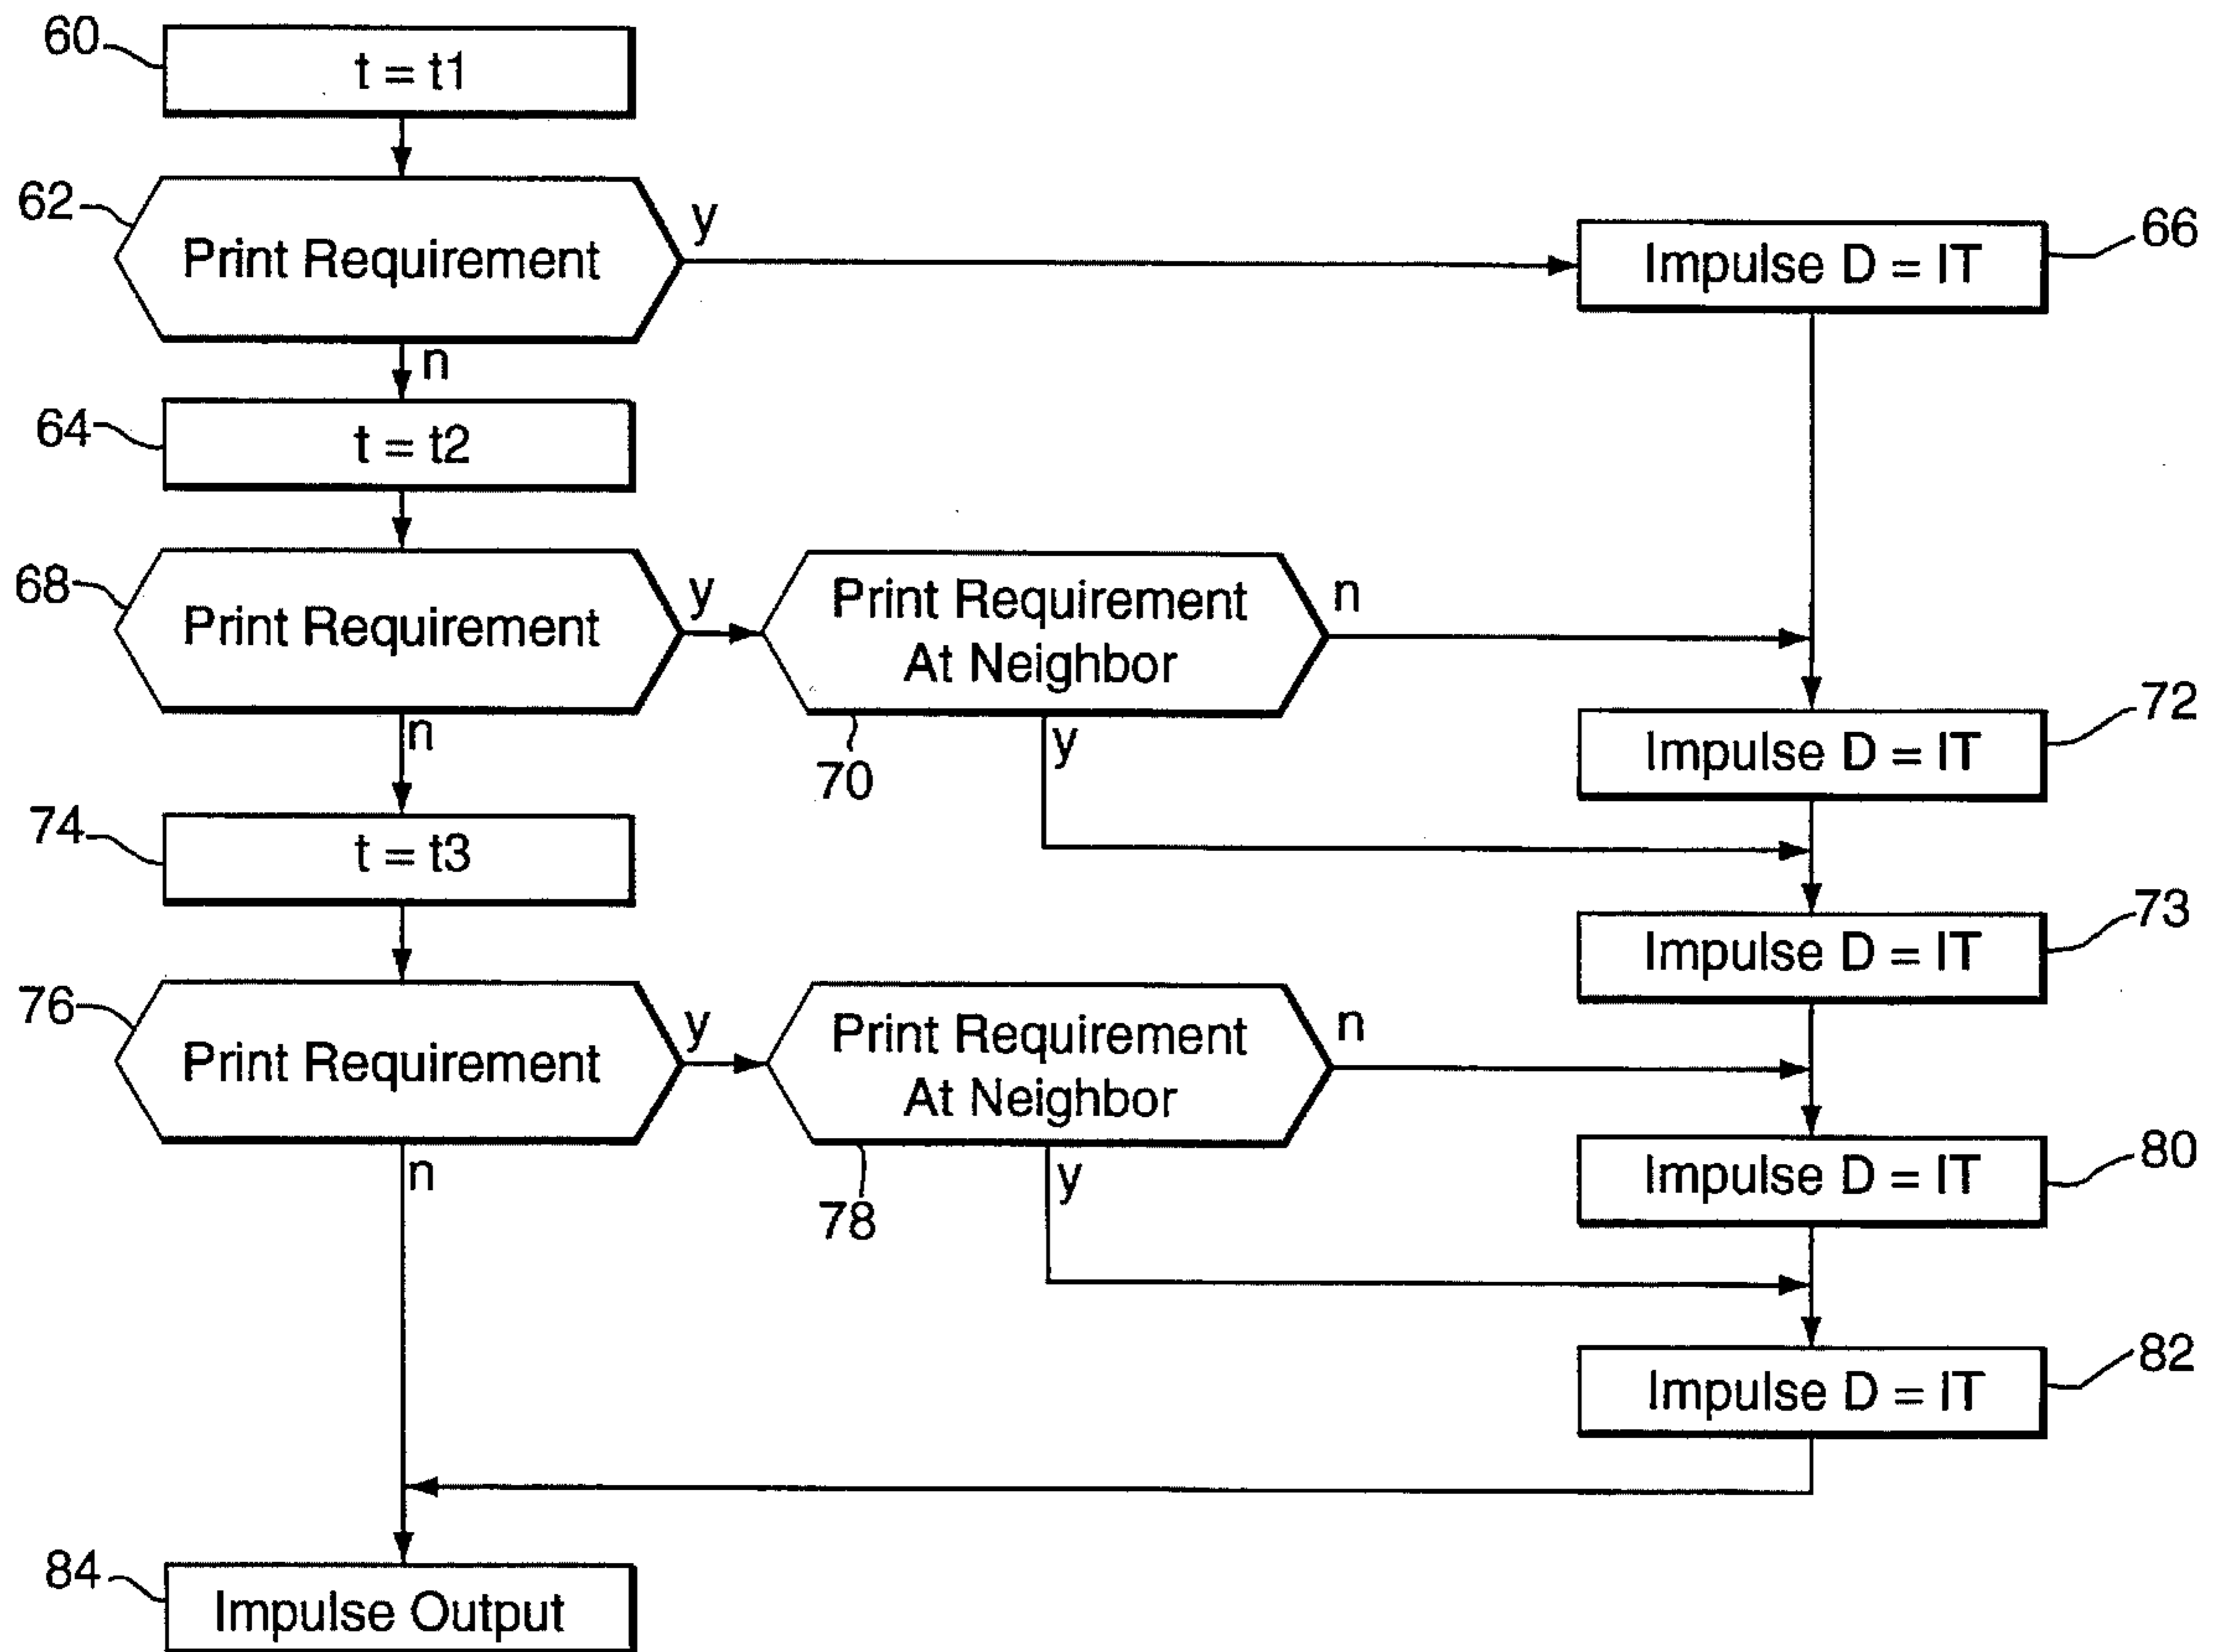 60
t = t1
62
Print Requirement
y
Impulse D = IT
66
n
64
t = t2
68
Print Requirement
y
Print Requirement
At Neighbor
n
70
y
72
Impulse D = IT
n
74
t = t3
73
Impulse D = IT
76
Print Requirement
y
Print Requirement
At Neighbor
n
78
y
80
Impulse D = IT
n
82
Impulse D = IT
84
Impulse Output